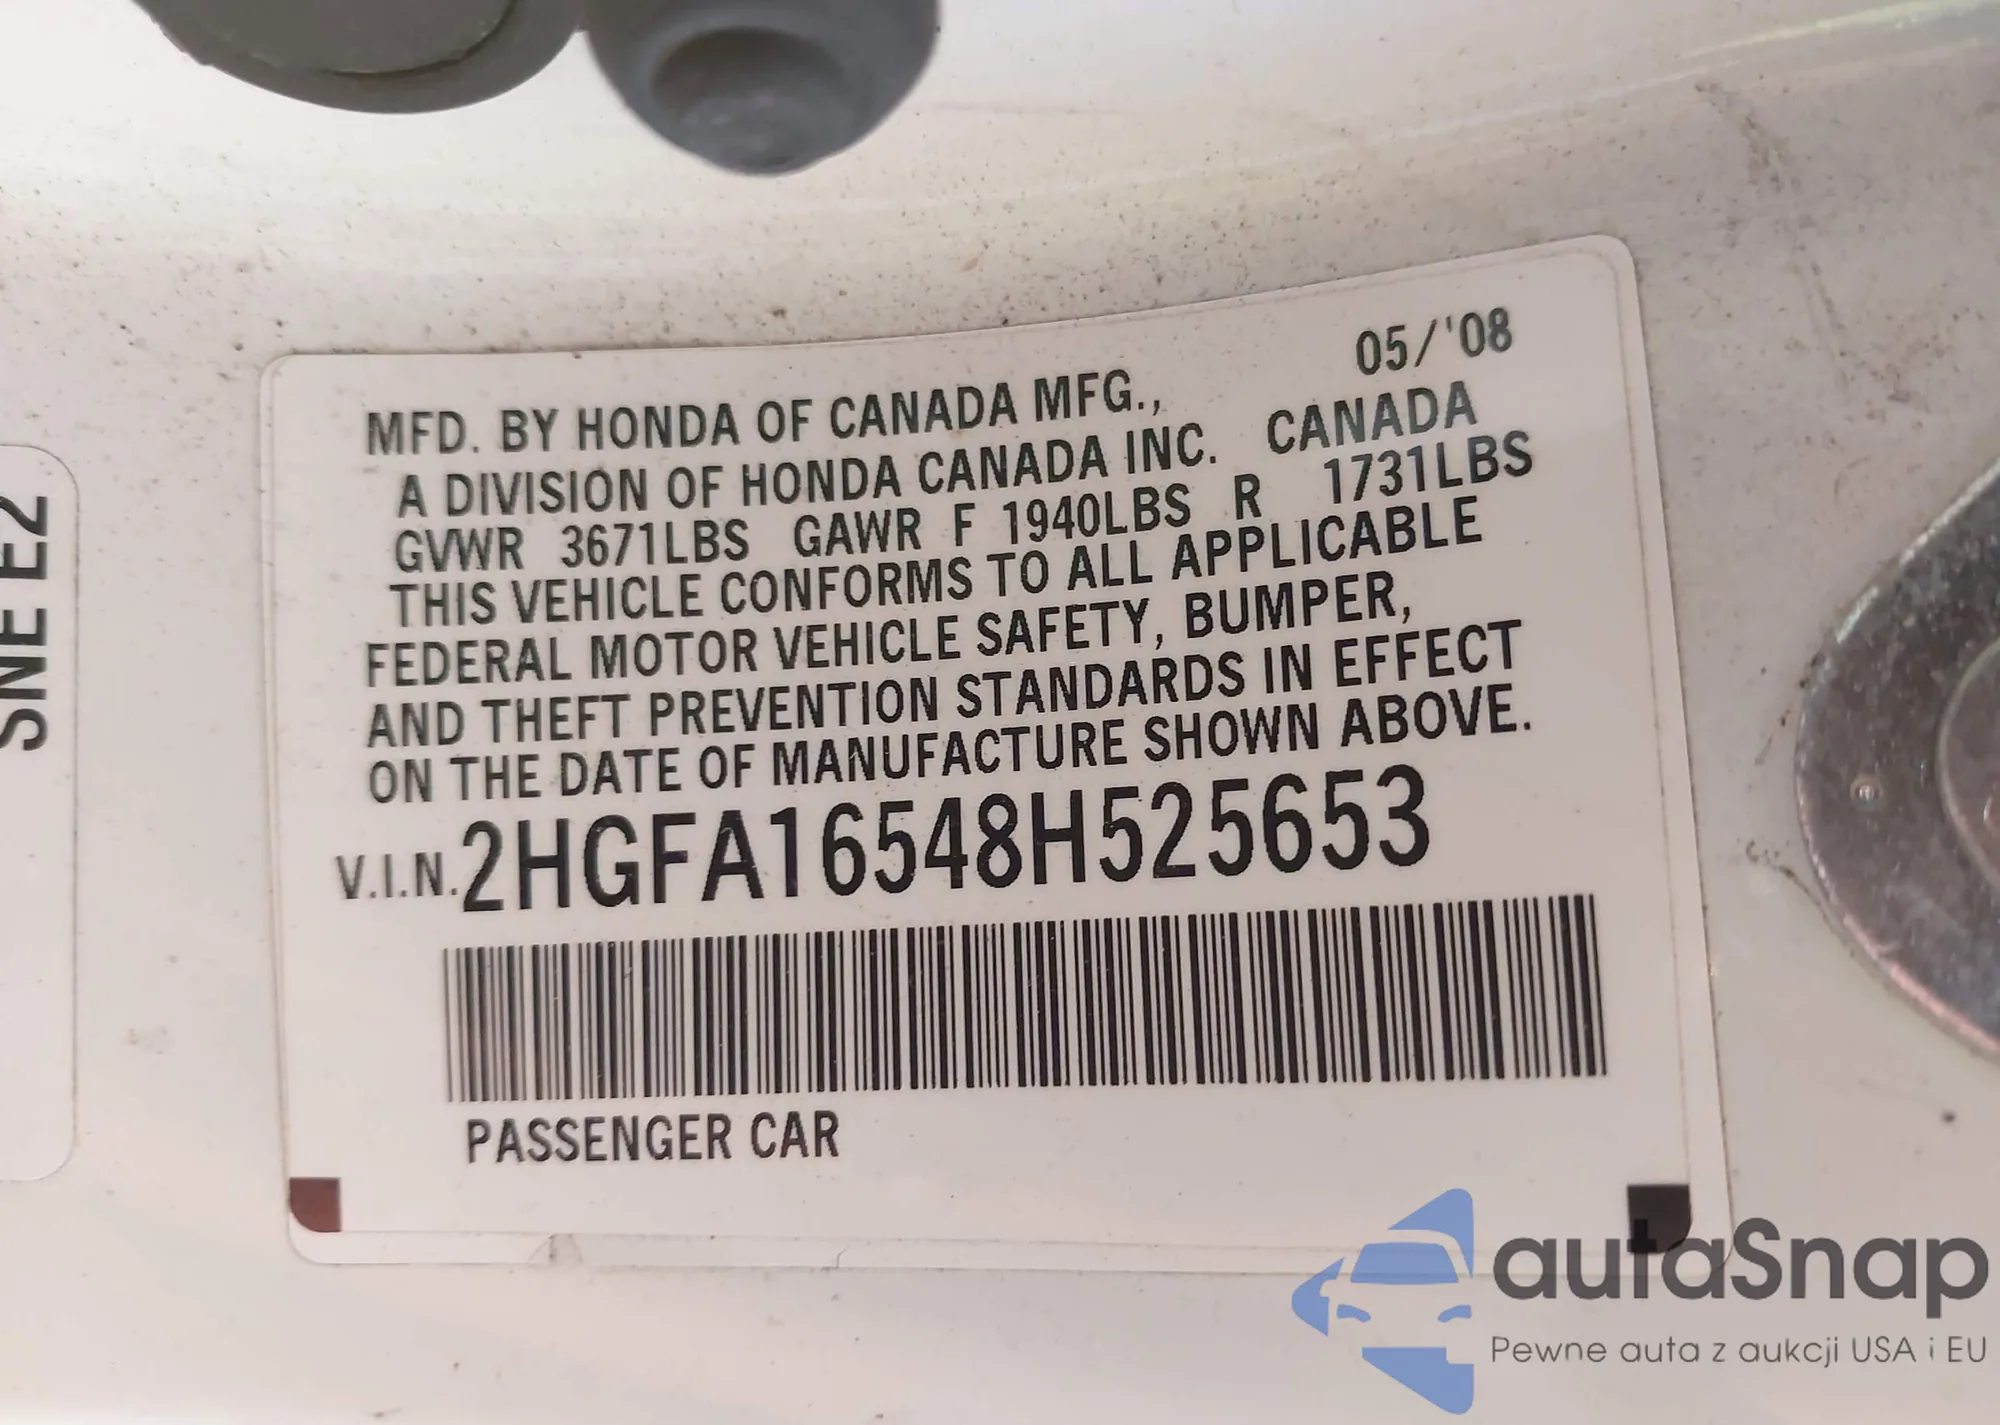 05/'08
MFD. BY HONDA OF CANADA MFG.,
A DIVISION OF HONDA CANADA INC. CANADA
GVWR 3671LBS GAWR F 1940LBS R 1731LBS
THIS VEHICLE CONFORMS TO ALL APPLICABLE
FEDERAL MOTOR VEHICLE SAFETY, BUMPER,
AND THEFT PREVENTION STANDARDS IN EFFECT
ON THE DATE OF MANUFACTURE SHOWN ABOVE.
V.I.N. 2HGFA16548H525653
PASSENGER CAR
SNE E2
autaSnap
Pewne auta z aukcji USA i EU